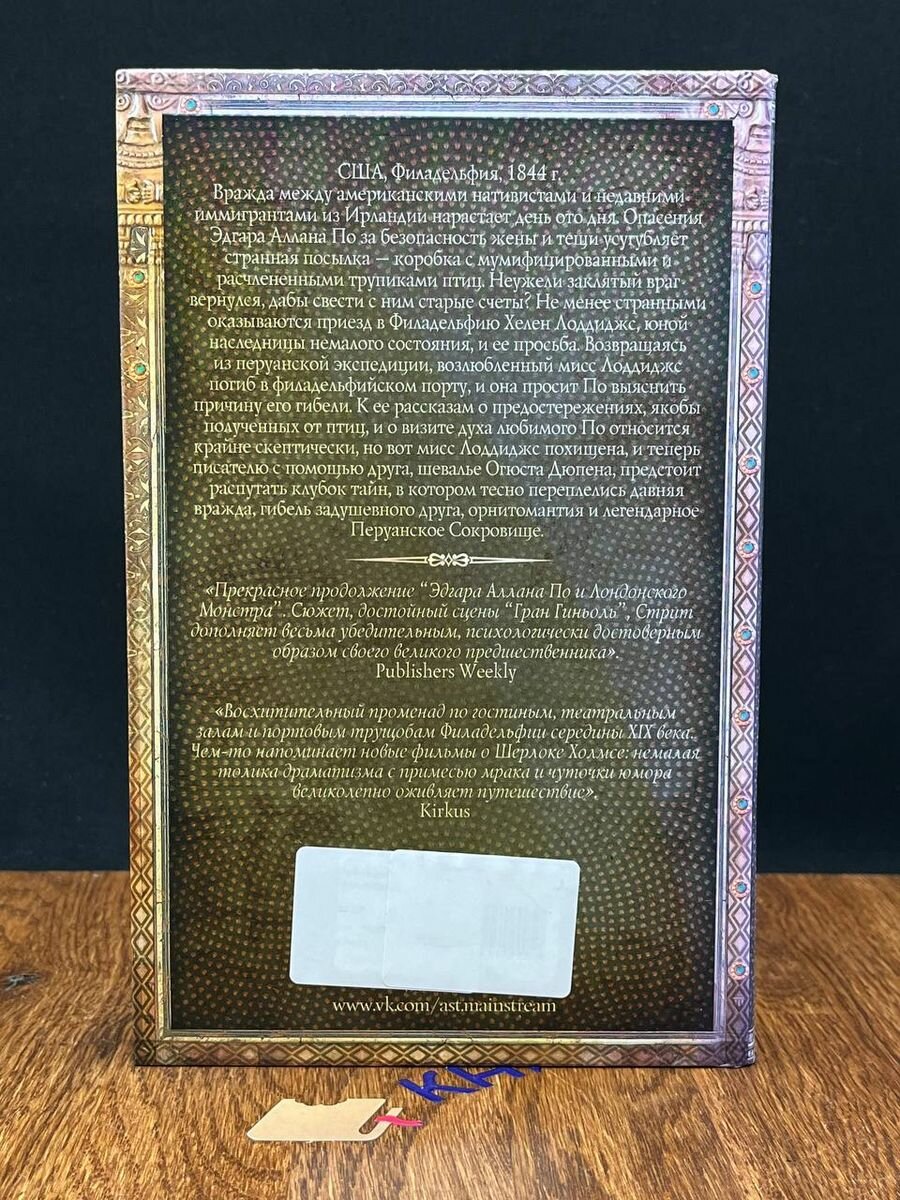 США, Филадельфия, 1844 г.
Вражда между американскими нативистами и недавними
иммигрантами из Ирландии нарастает день ото дня. Опасения
Эдгара Аллана По за безопасность жены и тещи усугубляет
странная посылка — коробка с мумифицированными и
расчлененными трупиками птиц. Неужели заклятый враг
вернулся, дабы свести с ним старые счеты? Не менее странными
оказываются приезд в Филадельфию Хелен Лоддиджс, юной
наследницы немалого состояния, и ее просьба. Возвращаясь
из перуанской экспедиции, возлюбленный мисс Лоддиджс
погиб в филадельфийском порту, и она просит По выяснить
причину его гибели. К ее рассказам о предостережениях, якобы
полученных от птиц, и о визите духа любимого По относится
крайне скептически, но вот мисс Лоддиджс похищена, и теперь
писателю с помощью друга, шевалье Огюста Дюпена, предстоит
распутать клубок тайн, в котором тесно переплелись давняя
вражда, гибель задушевного друга, орнитомантия и легендарное
Перуанское Сокровище.
«Прекрасное продолжение “Эдгара Аллана По и Лондонского
Монстра”. Сюжет, достойный сцены “Гран Гиньоль”, Стрит
дополняет весьма убедительным, психологически достоверным
образом своего великого предшественника».
Publishers Weekly
«Восхитительный променад по гостиным, театральным
залам и портовым трущобам Филадельфии середины XIX века.
Чем-то напоминает новые фильмы о Шерлоке Холмсе: немалая
толика драматизма с примесью мрака и чуточки юмора
великолепно оживляет путешествие».
Kirkus
www.vk.com/ast.mainstream